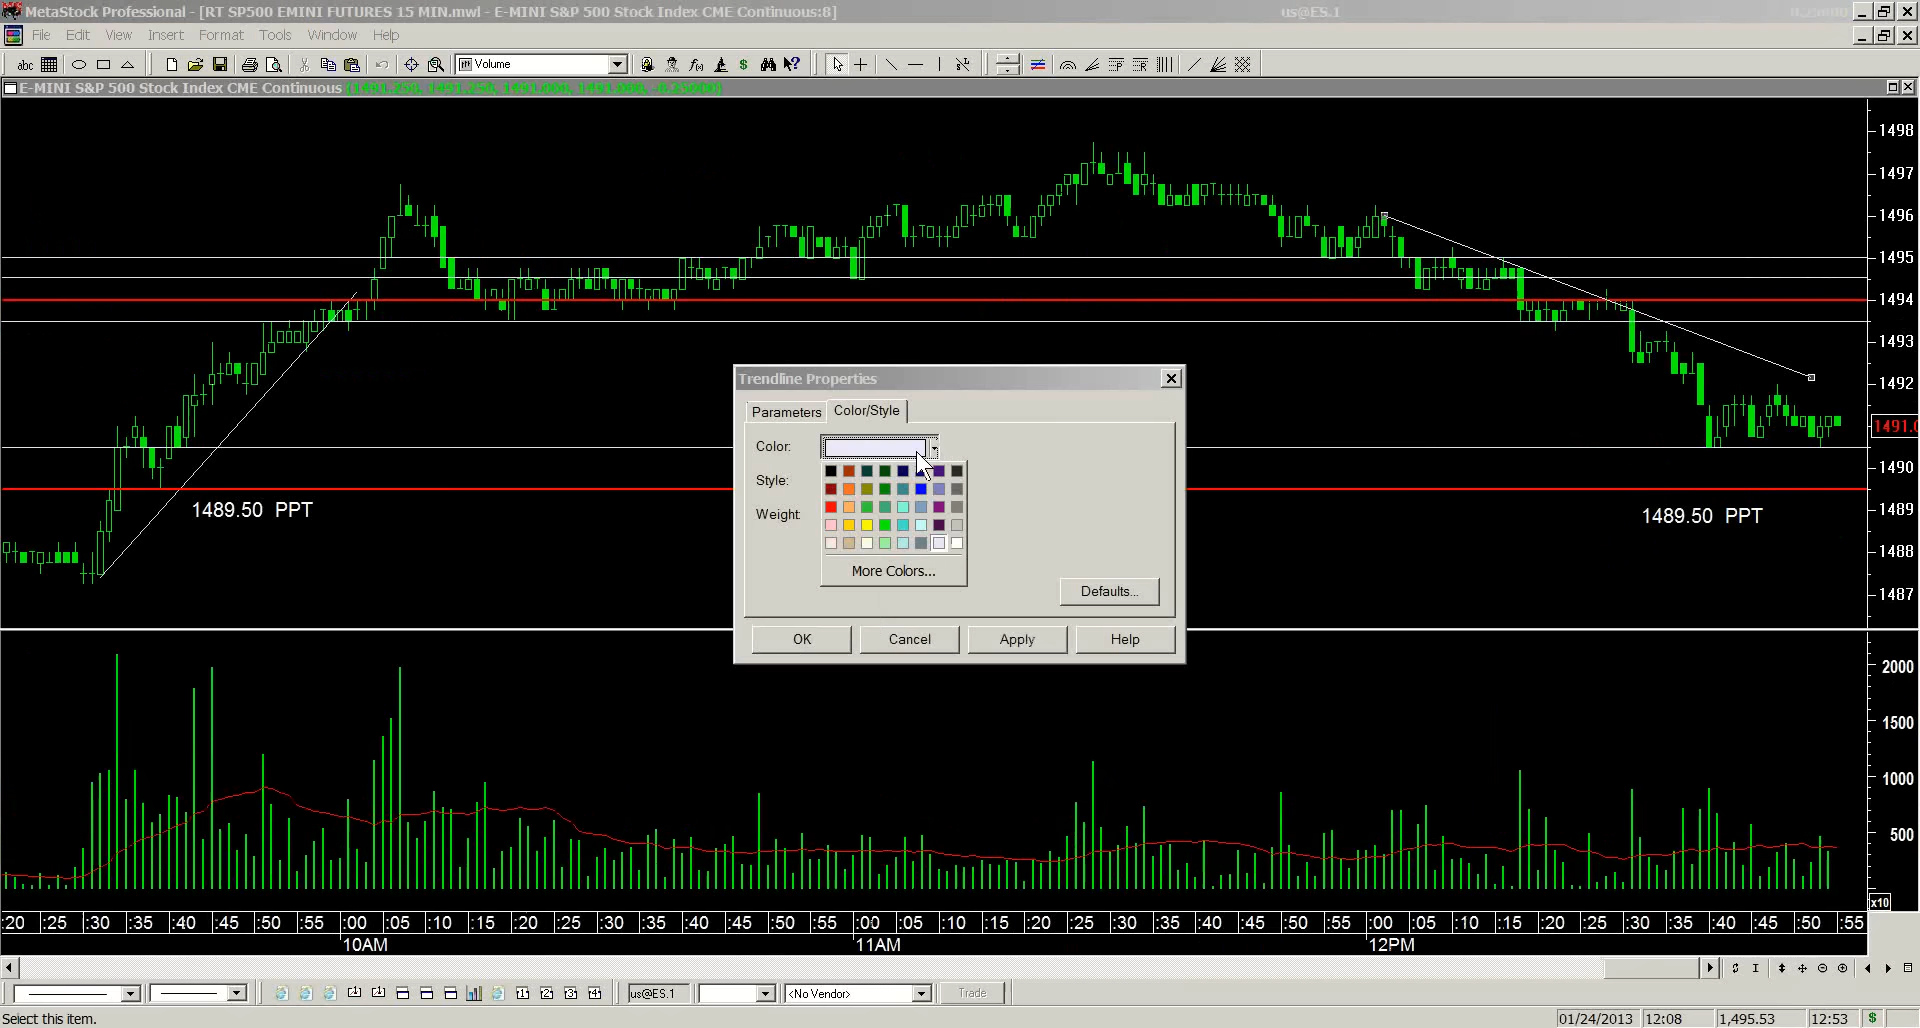 MetaStock Professional - [RT SP500 EMINI FUTURES 15 MIN.mwl - E-MINI S&P 500 Stock Index CME Continuous:8]
us@ES.1
File Edit View Insert Format Tools Window Help
abc
Volume
E-MINI S&P 500 Stock Index CME Continuous
1498
1497
1496
1495
1494
1493
1492
1491.0
1490
1489
1488
1487
1489.50 PPT
1489.50 PPT
Trendline Properties
Parameters
Color/Style
Color:
Style:
Weight:
More Colors...
Defaults...
OK
Cancel
Apply
Help
2000
1500
1000
500
x10
:20 :25 :30 :35 :40 :45 :50 :55 :00 :05 :10 :15 :20 :25 :30 :35 :40 :45 :50 :55 :00 :05 :10 :15 :20 :25 :30 :35 :40 :45 :50 :55 :00 :05 :10 :15 :20 :25 :30 :35 :40 :45 :50 :55
10AM 11AM 12PM
us@ES.1
<No Vendor>
Trade
Select this item.
01/24/2013
12:08
1,495.53
12:53
$